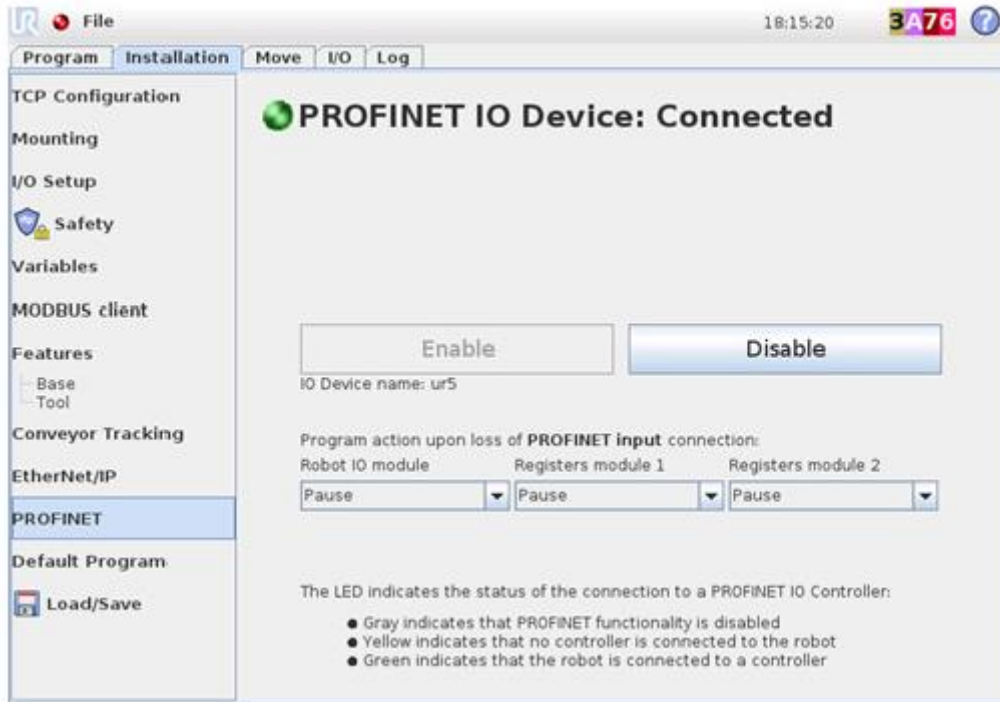 UR File 18:15:20 3A76 ?
Program Installation Move I/O Log
TCP Configuration
Mounting
I/O Setup
Safety
Variables
MODBUS client
Features
Base
Tool
Conveyor Tracking
EtherNet/IP
PROFINET
Default Program
Load/Save
PROFINET IO Device: Connected
Enable Disable
IO Device name: ur5
Program action upon loss of PROFINET input connection:
Robot IO module Registers module 1 Registers module 2
Pause Pause Pause
The LED indicates the status of the connection to a PROFINET IO Controller:
● Gray indicates that PROFINET functionality is disabled
● Yellow indicates that no controller is connected to the robot
● Green indicates that the robot is connected to a controller